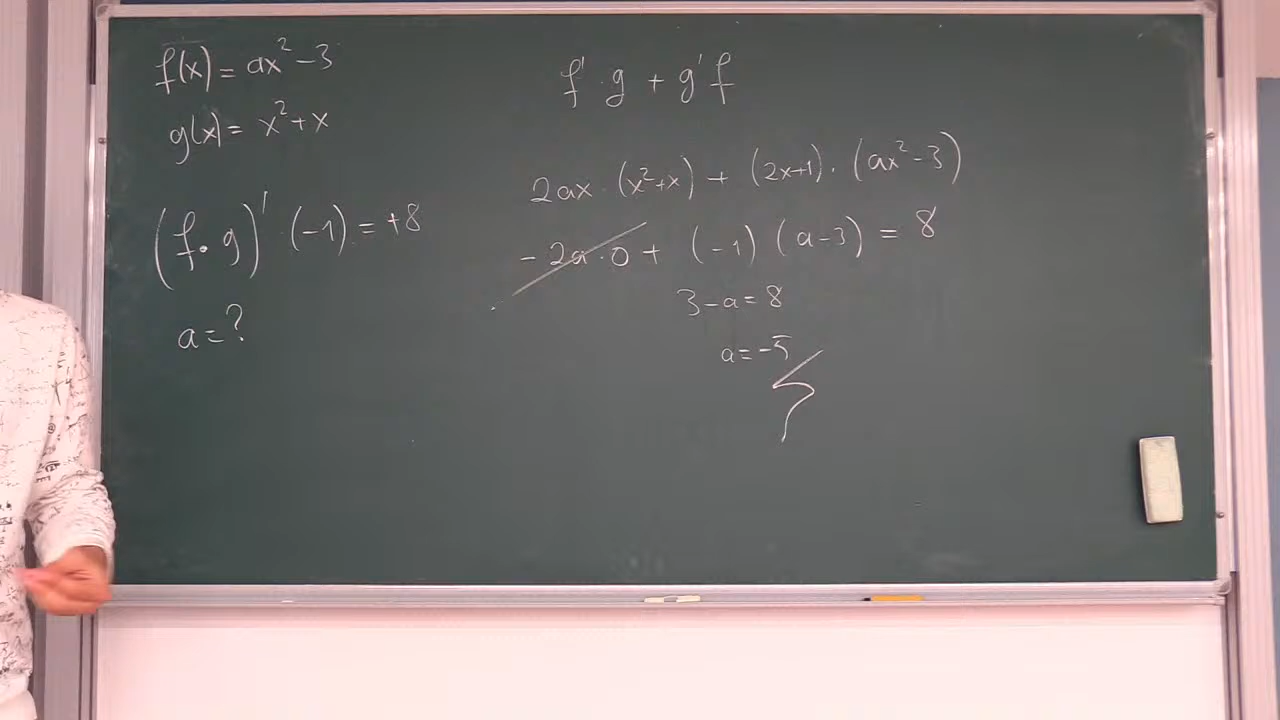 f(x) = ax² - 3
g(x) = x² + x
(f · g)' (-1) = +8
a = ?
f' · g + g' f
2ax · (x² + x) + (2x+1) · (ax² - 3)
- 2a · 0 + (-1) (a - 3) = 8
3 - a = 8
a = -5